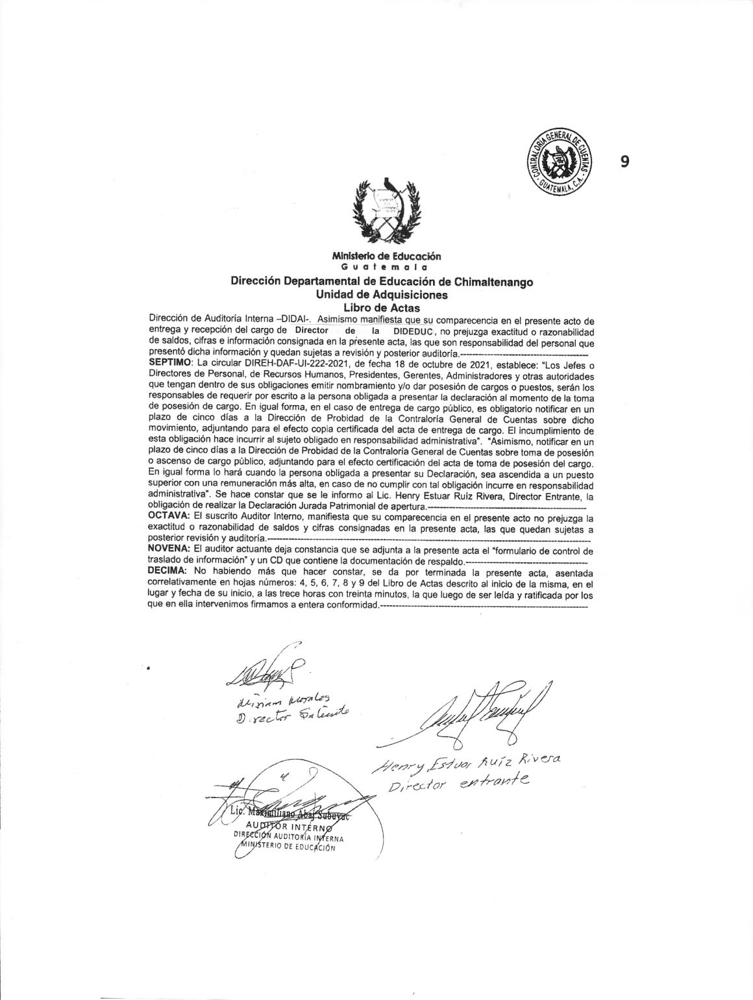 CONTRALORÍA GENERAL DE CUENTAS
GUATEMALA, C.A.
9
Ministerio de Educación
Guatemala
Dirección Departamental de Educación de Chimaltenango
Unidad de Adquisiciones
Libro de Actas
Dirección de Auditoría Interna –DIDAI-. Asimismo manifiesta que su comparecencia en el presente acto de
entrega y recepción del cargo de Director de la DIDEDUC, no prejuzga exactitud o razonabilidad
de saldos, cifras e información consignada en la presente acta, las que son responsabilidad del personal que
presentó dicha información y quedan sujetas a revisión y posterior auditoría.------------------------------------------
SEPTIMO: La circular DIREH-DAF-UI-222-2021, de fecha 18 de octubre de 2021, establece: "Los Jefes o
Directores de Personal, de Recursos Humanos, Presidentes, Gerentes, Administradores y otras autoridades
que tengan dentro de sus obligaciones emitir nombramiento y/o dar posesión de cargos o puestos, serán los
responsables de requerir por escrito a la persona obligada a presentar la declaración al momento de la toma
de posesión de cargo. En igual forma, en el caso de entrega de cargo público, es obligatorio notificar en un
plazo de cinco días a la Dirección de Probidad de la Contraloría General de Cuentas sobre dicho
movimiento, adjuntando para el efecto copia certificada del acta de entrega de cargo. El incumplimiento de
esta obligación hace incurrir al sujeto obligado en responsabilidad administrativa". "Asimismo, notificar en un
plazo de cinco días a la Dirección de Probidad de la Contraloría General de Cuentas sobre toma de posesión
o ascenso de cargo público, adjuntando para el efecto certificación del acta de toma de posesión del cargo.
En igual forma lo hará cuando la persona obligada a presentar su Declaración, sea ascendida a un puesto
superior con una remuneración más alta, en caso de no cumplir con tal obligación incurre en responsabilidad
administrativa". Se hace constar que se le informo al Lic. Henry Estuar Ruíz Rivera, Director Entrante, la
obligación de realizar la Declaración Jurada Patrimonial de apertura.----------------------------------------------------
OCTAVA: El suscrito Auditor Interno, manifiesta que su comparecencia en el presente acto no prejuzga la
exactitud o razonabilidad de saldos y cifras consignadas en la presente acta, las que quedan sujetas a
posterior revisión y auditoría.---------------------------------------------------------------------------------------------------------
NOVENA: El auditor actuante deja constancia que se adjunta a la presente acta el "formulario de control de
traslado de información" y un CD que contiene la documentación de respaldo.----------------------------------------
DECIMA: No habiendo más que hacer constar, se da por terminada la presente acta, asentada
correlativamente en hojas números: 4, 5, 6, 7, 8 y 9 del Libro de Actas descrito al inicio de la misma, en el
lugar y fecha de su inicio, a las trece horas con treinta minutos, la que luego de ser leída y ratificada por los
que en ella intervenimos firmamos a entera conformidad.--------------------------------------------------------------------
Miriam Morales
Director Saliente
Henry Estuar Ruíz Rivera
Director entrante
Lic. Maximiliano Abaj Subuyuc
AUDITOR INTERNO
DIRECCIÓN AUDITORÍA INTERNA
MINISTERIO DE EDUCACIÓN